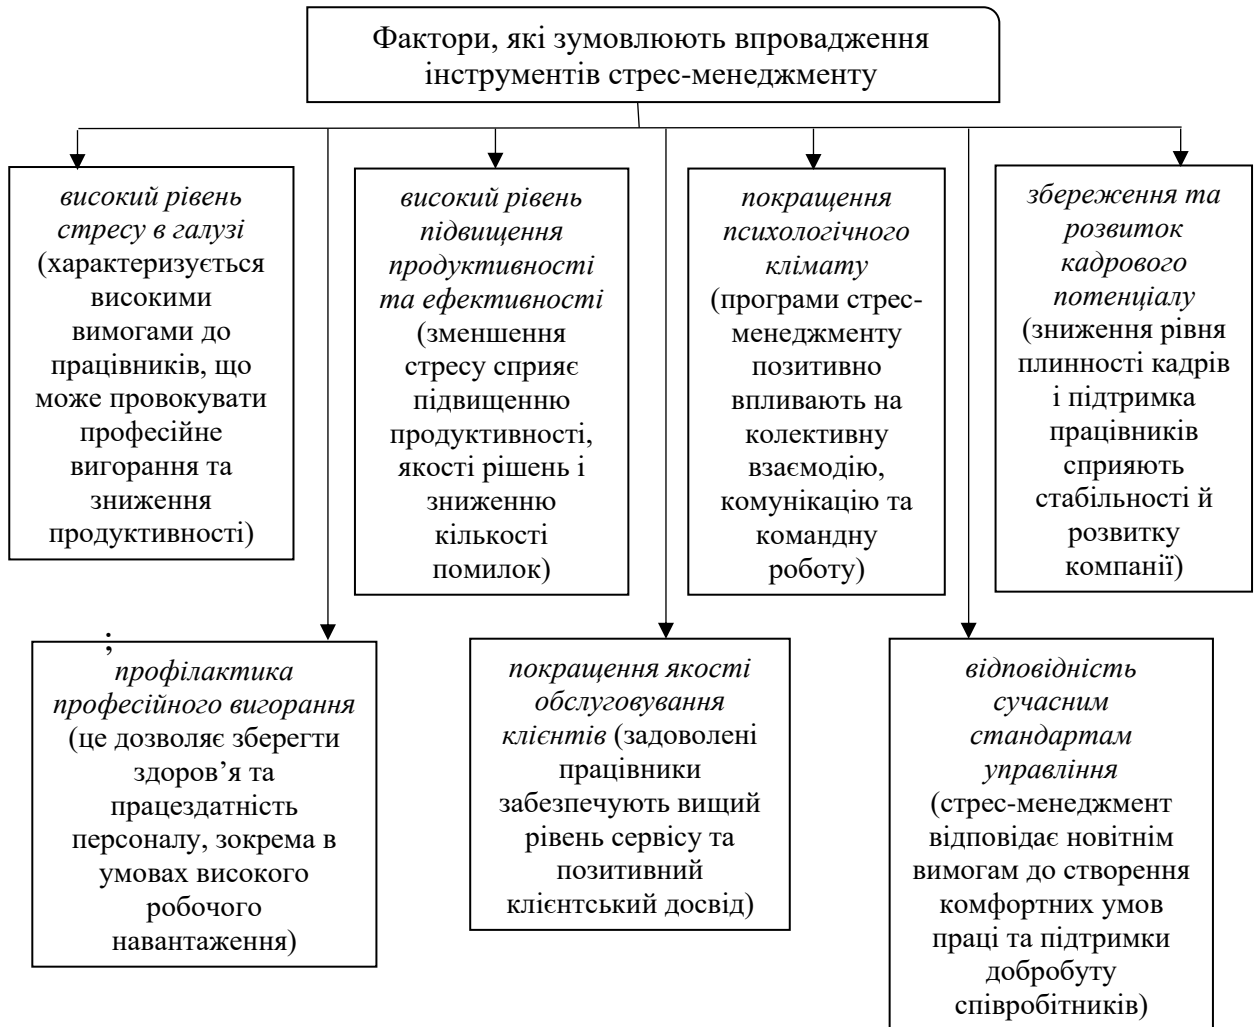 Фактори, які зумовлюють впровадження
інструментів стрес-менеджменту
високий рівень
стресу в галузі
(характеризується
високими
вимогами до
працівників, що
може провокувати
професійне
вигорання та
зниження
продуктивності)
високий рівень
підвищення
продуктивності
та ефективності
(зменшення
стресу сприяє
підвищенню
продуктивності,
якості рішень і
зниженню
кількості
помилок)
покращення
психологічного
клімату
(програми стрес-
менеджменту
позитивно
впливають на
колективну
взаємодію,
комунікацію та
командну
роботу)
збереження та
розвиток
кадрового
потенціалу
(зниження рівня
плинності кадрів
і підтримка
працівників
сприяють
стабільності й
розвитку
компанії)
;
профілактика
професійного вигорання
(це дозволяє зберегти
здоров’я та
працездатність
персоналу, зокрема в
умовах високого
робочого
навантаження)
покращення якості
обслуговування
клієнтів (задоволені
працівники
забезпечують вищий
рівень сервісу та
позитивний
клієнтський досвід)
відповідність
сучасним
стандартам
управління
(стрес-менеджмент
відповідає новітнім
вимогам до створення
комфортних умов
праці та підтримки
добробуту
співробітників)